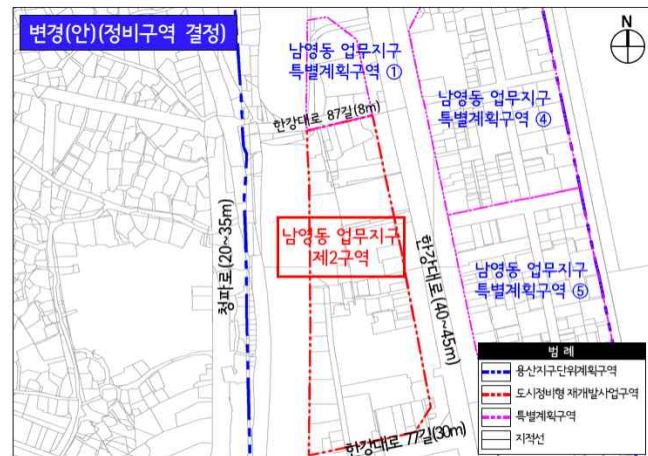 변경(안)(정비구역 결정)
N
남영동 업무지구
특별계획구역 ①
한강대로 87길(8m)
남영동 업무지구
특별계획구역 ④
청파로(20~35m)
남영동 업무지구
제2구역
한강대로(40~45m)
남영동 업무지구
특별계획구역 ⑤
한강대로 77길(30m)
범 례
용산지구단위계획구역
도시정비형 재개발사업구역
특별계획구역
지적선